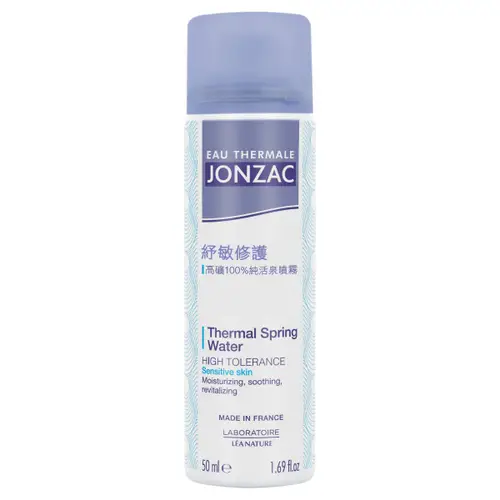 EAU THERMALE
JONZAC
紓敏修護
高礦100%純活泉噴霧
Thermal Spring
Water
HIGH TOLERANCE
Sensitive skin
Moisturizing, soothing,
revitalizing
MADE IN FRANCE
LABORATOIRE
LÉA NATURE
50 ml e 1.69 fl.oz